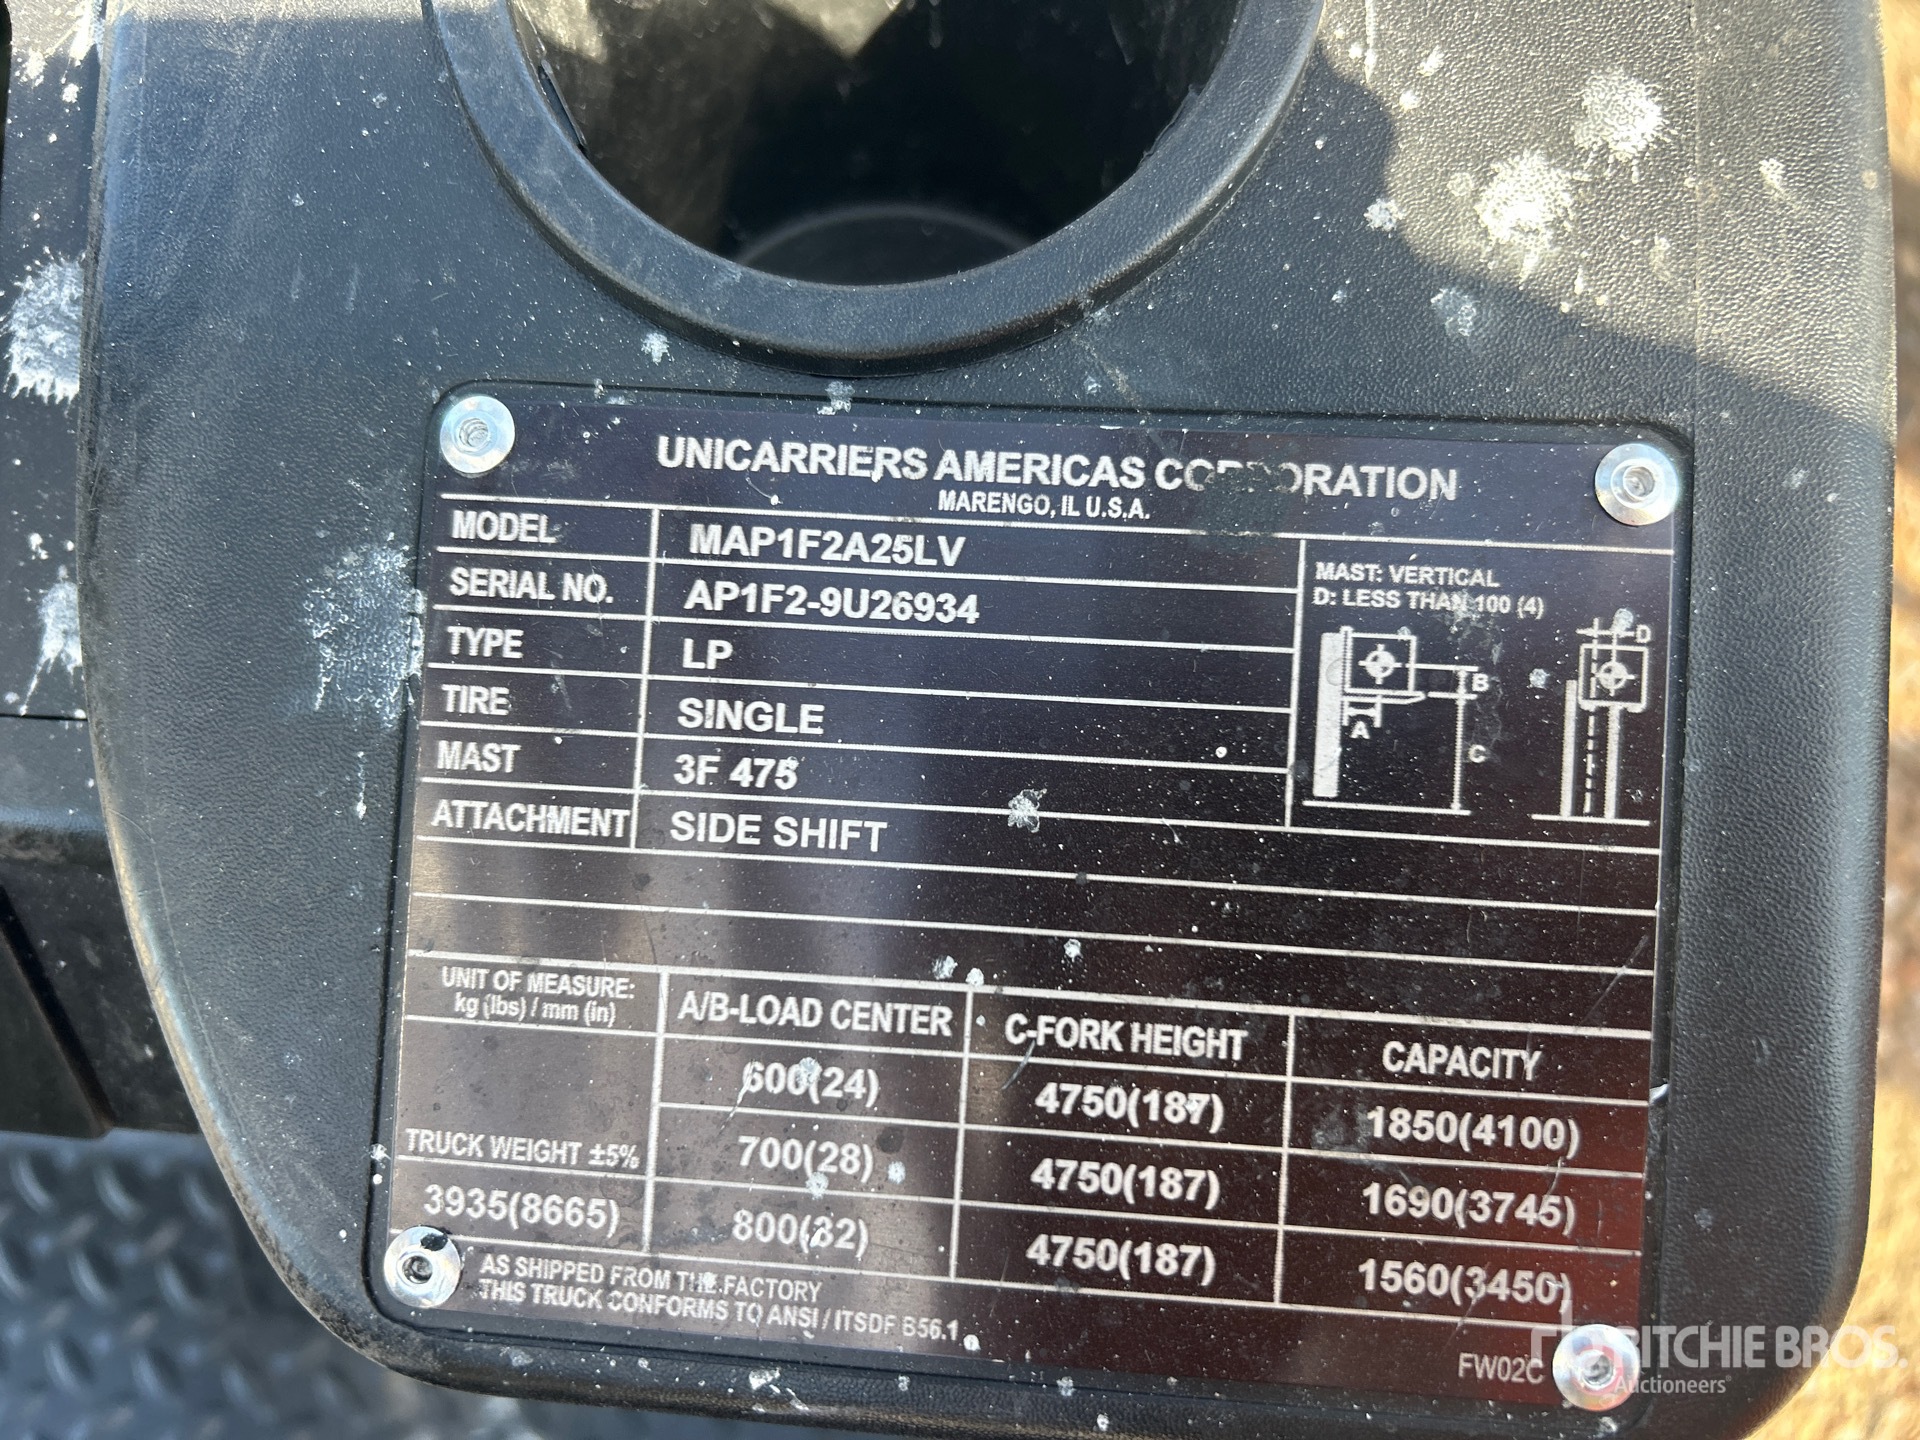 UNICARRIERS AMERICAS CORPORATION
MARENGO, IL U.S.A.
MODEL MAP1F2A25LV
SERIAL NO. AP1F2-9U26934
TYPE LP
TIRE SINGLE
MAST 3F 475
ATTACHMENT SIDE SHIFT
MAST: VERTICAL
D: LESS THAN 100 (4)
D
B
A
C
UNIT OF MEASURE:
kg (lbs) / mm (in)
A/B-LOAD CENTER C-FORK HEIGHT CAPACITY
600(24) 4750(187) 1850(4100)
TRUCK WEIGHT ±5% 700(28) 4750(187) 1690(3745)
3935(8665) 800(32) 4750(187) 1560(3450)
AS SHIPPED FROM THE FACTORY
THIS TRUCK CONFORMS TO ANSI / ITSDF B56.1
FW02C
rb RITCHIE BROS.
Auctioneers